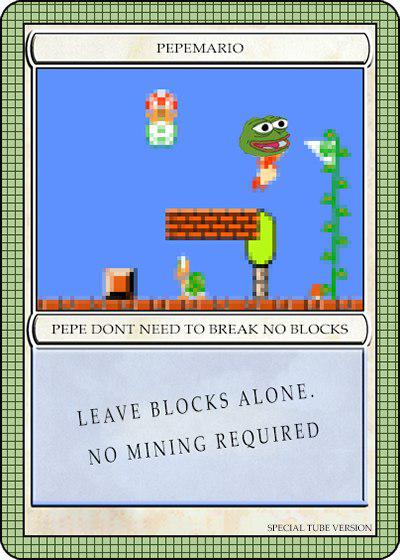 PEPEMARIO
PEPE DONT NEED TO BREAK NO BLOCKS
LEAVE BLOCKS ALONE.
NO MINING REQUIRED
SPECIAL TUBE VERSION